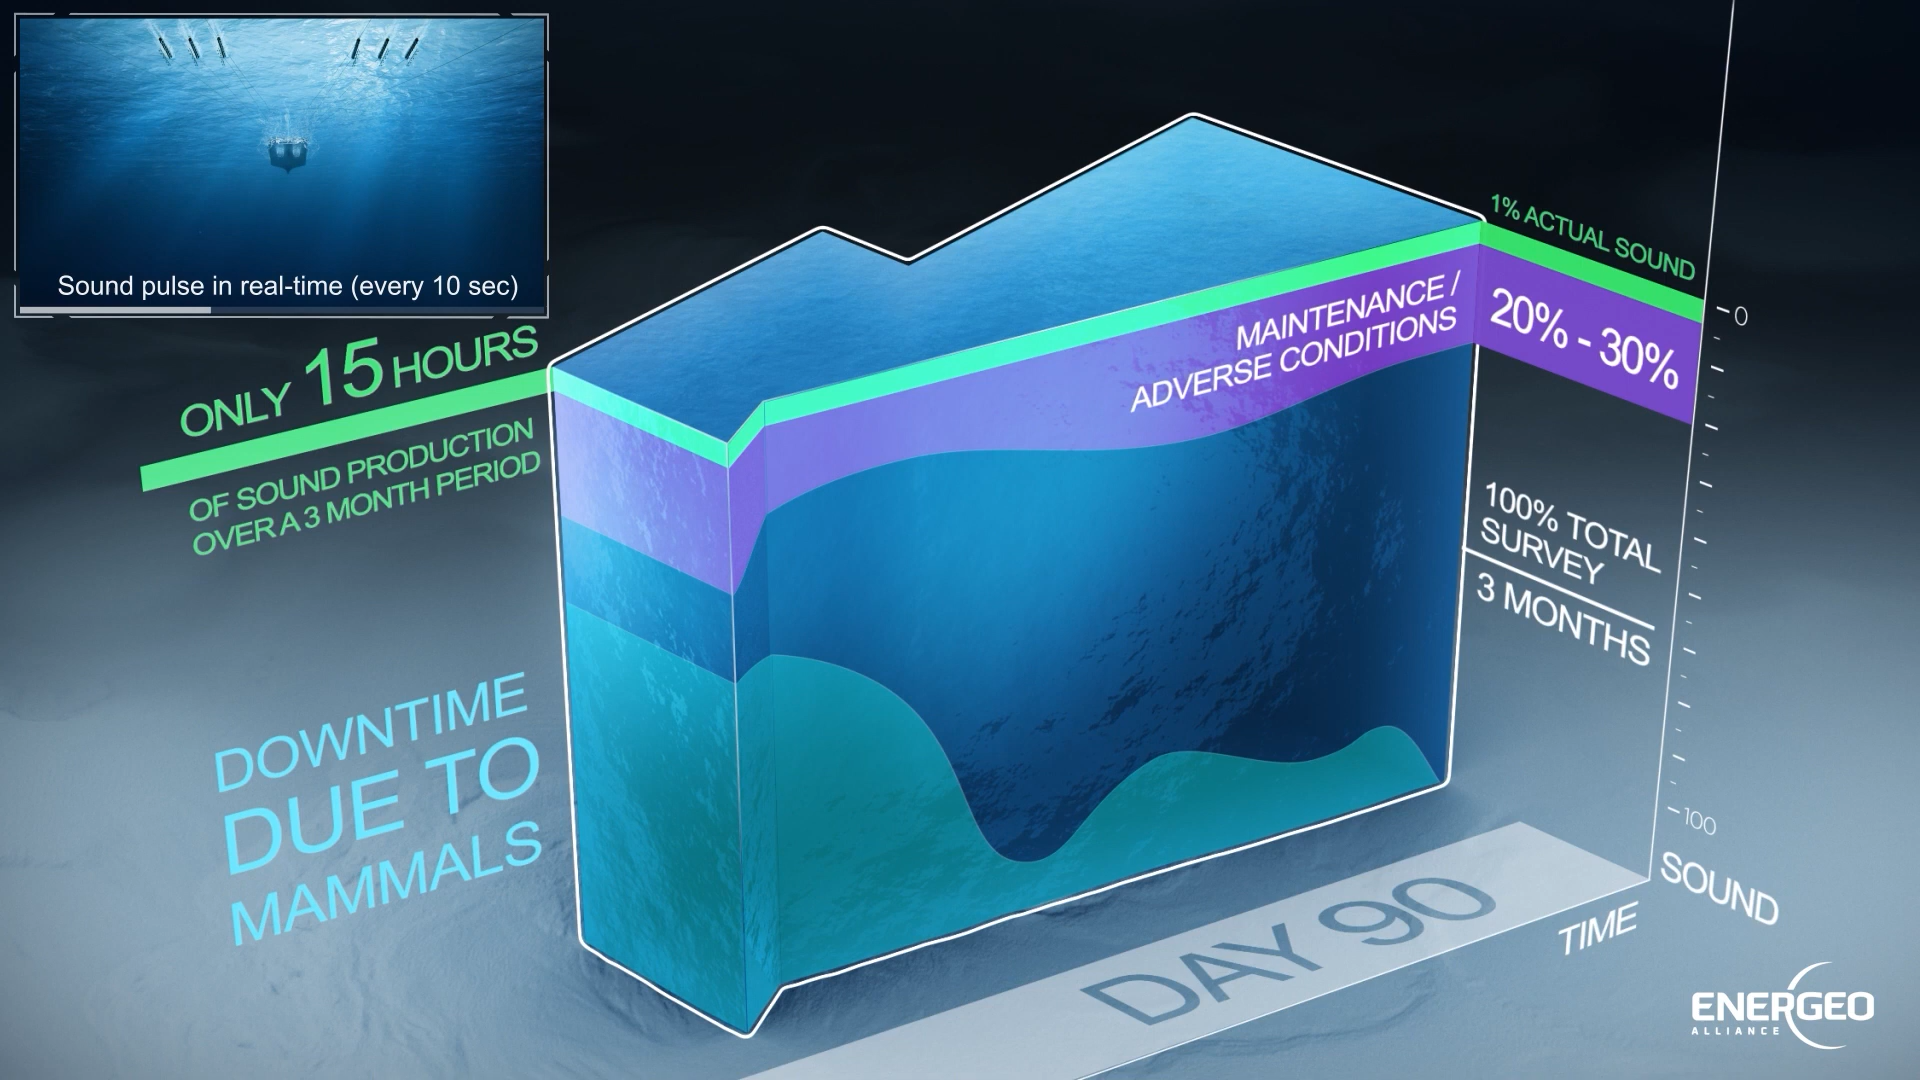 Sound pulse in real-time (every 10 sec)
ONLY 15 HOURS
OF SOUND PRODUCTION
OVER A 3 MONTH PERIOD
DOWNTIME
DUE TO
MAMMALS
MAINTENANCE /
ADVERSE CONDITIONS
1% ACTUAL SOUND
20% - 30%
100% TOTAL
SURVEY
3 MONTHS
0
100
SOUND
TIME
DAY 90
ENERGEO
ALLIANCE